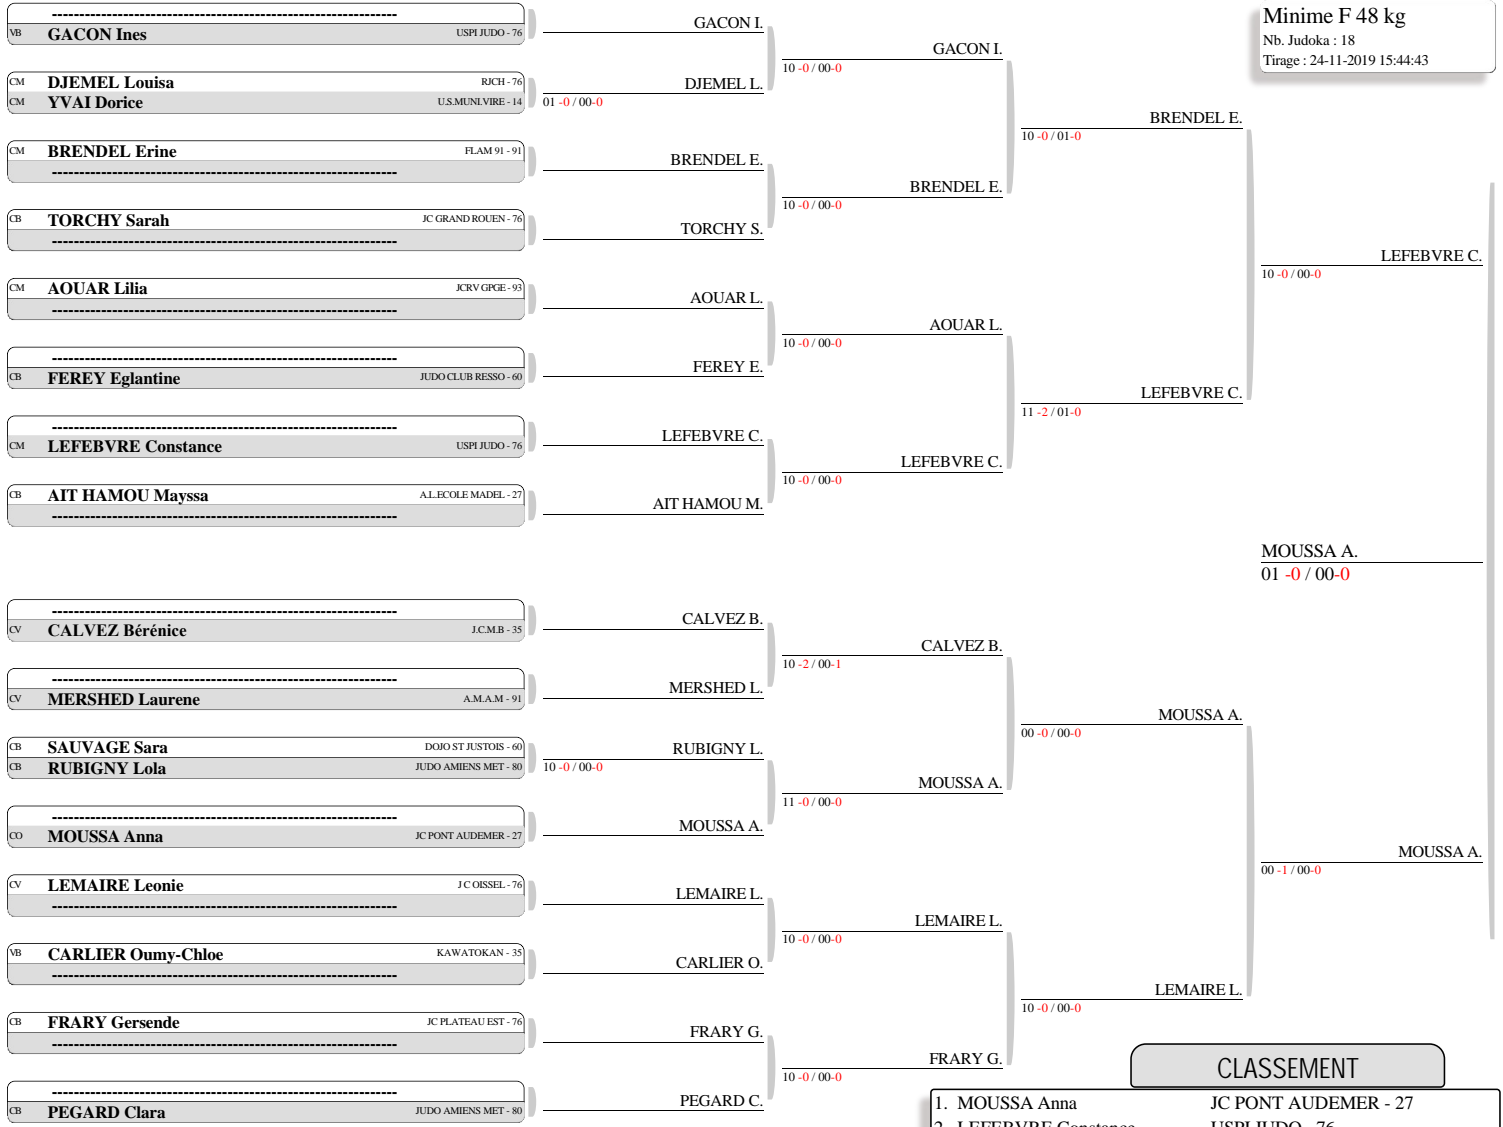 Minime F 48 kg
Nb. Judoka : 18
Tirage : 24-11-2019 15:44:43
--------------------------------------------------------------
VB GACON Ines USPI JUDO - 76
CM DJEMEL Louisa RJCH - 76
CM YVAI Dorice U.S.MUNI.VIRE - 14
CM BRENDEL Erine FLAM 91 - 91
--------------------------------------------------------------
CB TORCHY Sarah JC GRAND ROUEN - 76
--------------------------------------------------------------
CM AOUAR Lilia JCRV GPGE - 93
--------------------------------------------------------------
--------------------------------------------------------------
CB FEREY Eglantine JUDO CLUB RESSO - 60
--------------------------------------------------------------
CM LEFEBVRE Constance USPI JUDO - 76
CB AIT HAMOU Mayssa A.L.ECOLE MADEL - 27
--------------------------------------------------------------
--------------------------------------------------------------
CV CALVEZ Bérénice J.C.M.B - 35
--------------------------------------------------------------
CV MERSHED Laurene A.M.A.M - 91
CB SAUVAGE Sara DOJO ST JUSTOIS - 60
CB RUBIGNY Lola JUDO AMIENS MET - 80
--------------------------------------------------------------
CO MOUSSA Anna JC PONT AUDEMER - 27
CV LEMAIRE Leonie J C OISSEL - 76
--------------------------------------------------------------
VB CARLIER Oumy-Chloe KAWATOKAN - 35
--------------------------------------------------------------
CB FRARY Gersende JC PLATEAU EST - 76
--------------------------------------------------------------
--------------------------------------------------------------
CB PEGARD Clara JUDO AMIENS MET - 80
GACON I.
DJEMEL L.
01 -0 / 00-0
BRENDEL E.
TORCHY S.
AOUAR L.
FEREY E.
LEFEBVRE C.
AIT HAMOU M.
CALVEZ B.
MERSHED L.
RUBIGNY L.
10 -0 / 00-0
MOUSSA A.
LEMAIRE L.
CARLIER O.
FRARY G.
PEGARD C.
GACON I.
10 -0 / 00-0
BRENDEL E.
10 -0 / 00-0
AOUAR L.
10 -0 / 00-0
LEFEBVRE C.
10 -0 / 00-0
CALVEZ B.
10 -2 / 00-1
MOUSSA A.
11 -0 / 00-0
LEMAIRE L.
10 -0 / 00-0
FRARY G.
10 -0 / 00-0
BRENDEL E.
10 -0 / 01-0
LEFEBVRE C.
11 -2 / 01-0
MOUSSA A.
00 -0 / 00-0
LEMAIRE L.
10 -0 / 00-0
LEFEBVRE C.
10 -0 / 00-0
MOUSSA A.
01 -0 / 00-0
MOUSSA A.
00 -1 / 00-0
CLASSEMENT
1. MOUSSA Anna JC PONT AUDEMER - 27
2. LEFEBVRE Constance USPI JUDO - 76